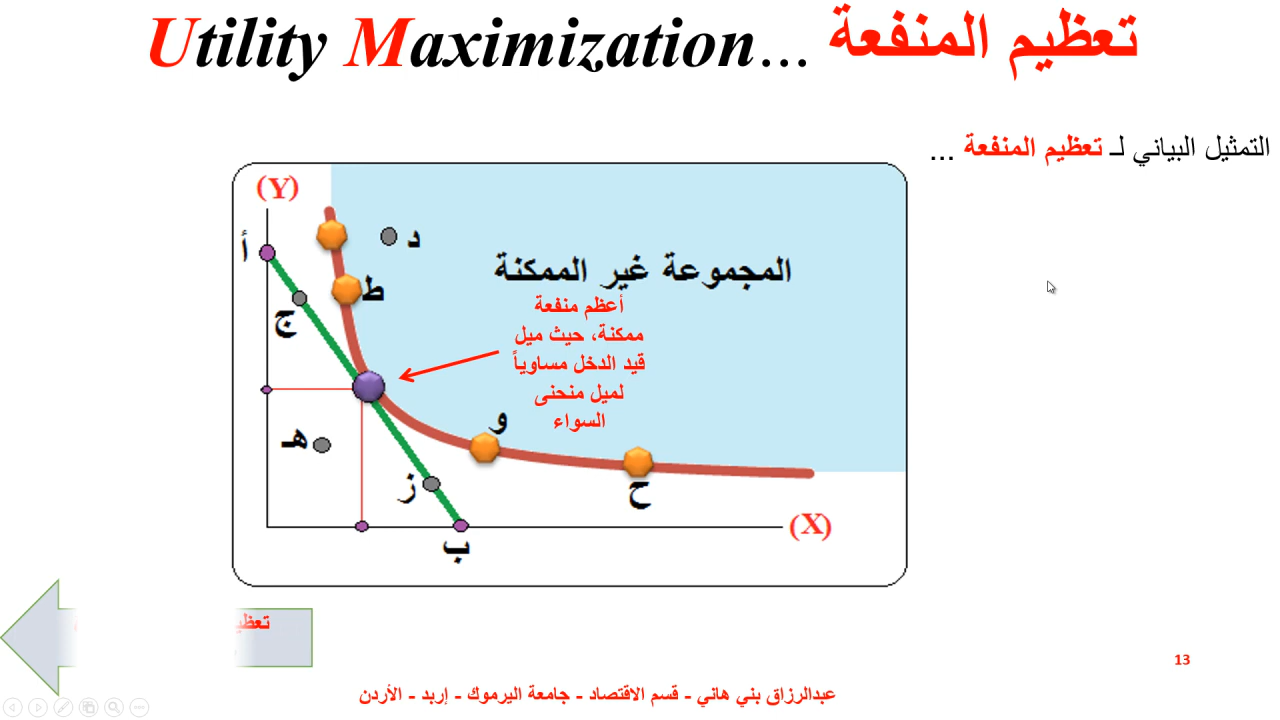 Utility Maximization... تعظيم المنفعة
التمثيل البياني لـ تعظيم المنفعة ...
(Y)
أ
د
المجموعة غير الممكنة
ط
ج
أعظم منفعة
ممكنة، حيث ميل
قيد الدخل مساوياً
لميل منحنى
السواء
و
هـ
ز
ح
(X)
ب
13
عبدالرزاق بني هاني - قسم الاقتصاد - جامعة اليرموك - إربد - الأردن